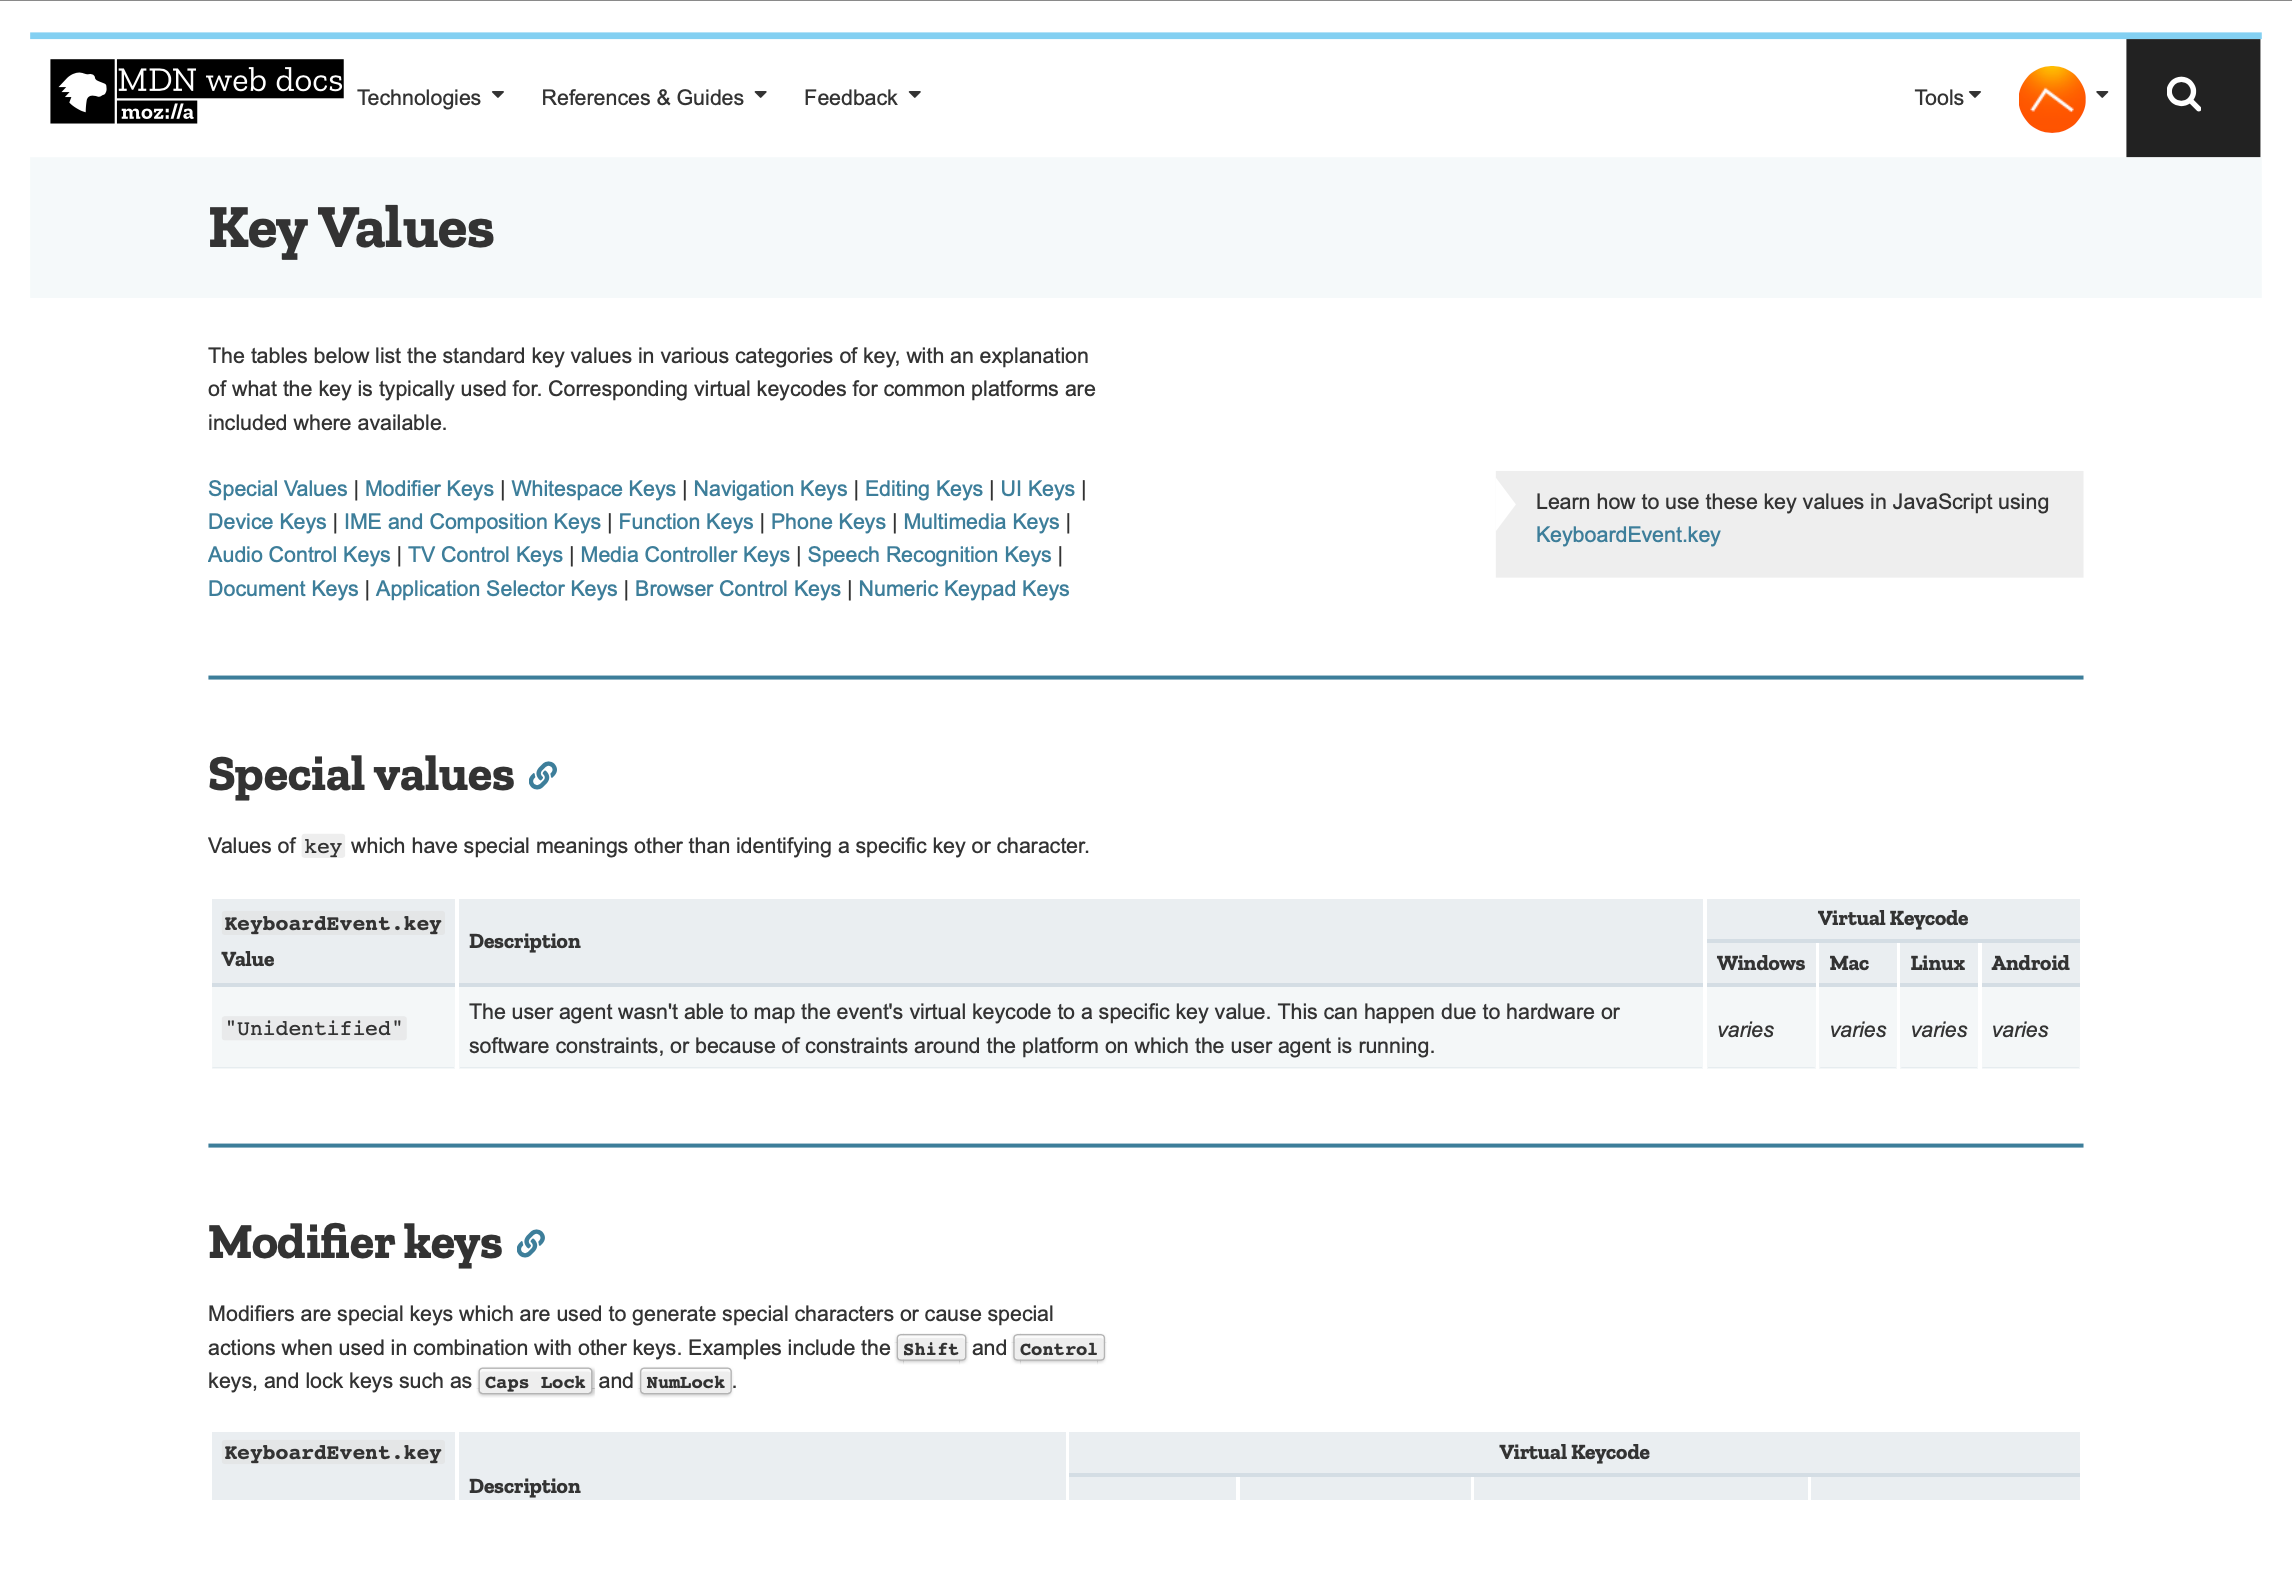 MDN web docs
moz://a
Technologies
References & Guides
Feedback
Tools
Key Values
The tables below list the standard key values in various categories of key, with an explanation
of what the key is typically used for. Corresponding virtual keycodes for common platforms are
included where available.
Special Values | Modifier Keys | Whitespace Keys | Navigation Keys | Editing Keys | UI Keys |
Device Keys | IME and Composition Keys | Function Keys | Phone Keys | Multimedia Keys |
Audio Control Keys | TV Control Keys | Media Controller Keys | Speech Recognition Keys |
Document Keys | Application Selector Keys | Browser Control Keys | Numeric Keypad Keys
Learn how to use these key values in JavaScript using
KeyboardEvent.key
Special values
Values of key which have special meanings other than identifying a specific key or character.
KeyboardEvent.key
Value
Description
Virtual Keycode
Windows
Mac
Linux
Android
"Unidentified"
The user agent wasn't able to map the event's virtual keycode to a specific key value. This can happen due to hardware or
software constraints, or because of constraints around the platform on which the user agent is running.
varies
varies
varies
varies
Modifier keys
Modifiers are special keys which are used to generate special characters or cause special
actions when used in combination with other keys. Examples include the Shift and Control
keys, and lock keys such as Caps Lock and NumLock.
KeyboardEvent.key
Description
Virtual Keycode